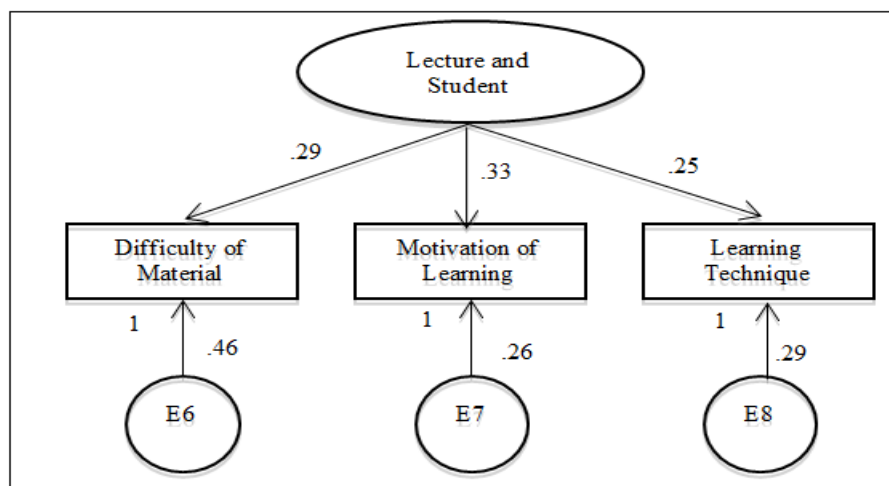 Lecture and
Student
.29
.33
.25
Difficulty of
Material
Motivation of
Learning
Learning
Technique
1
.46
1
.26
1
.29
E6
E7
E8